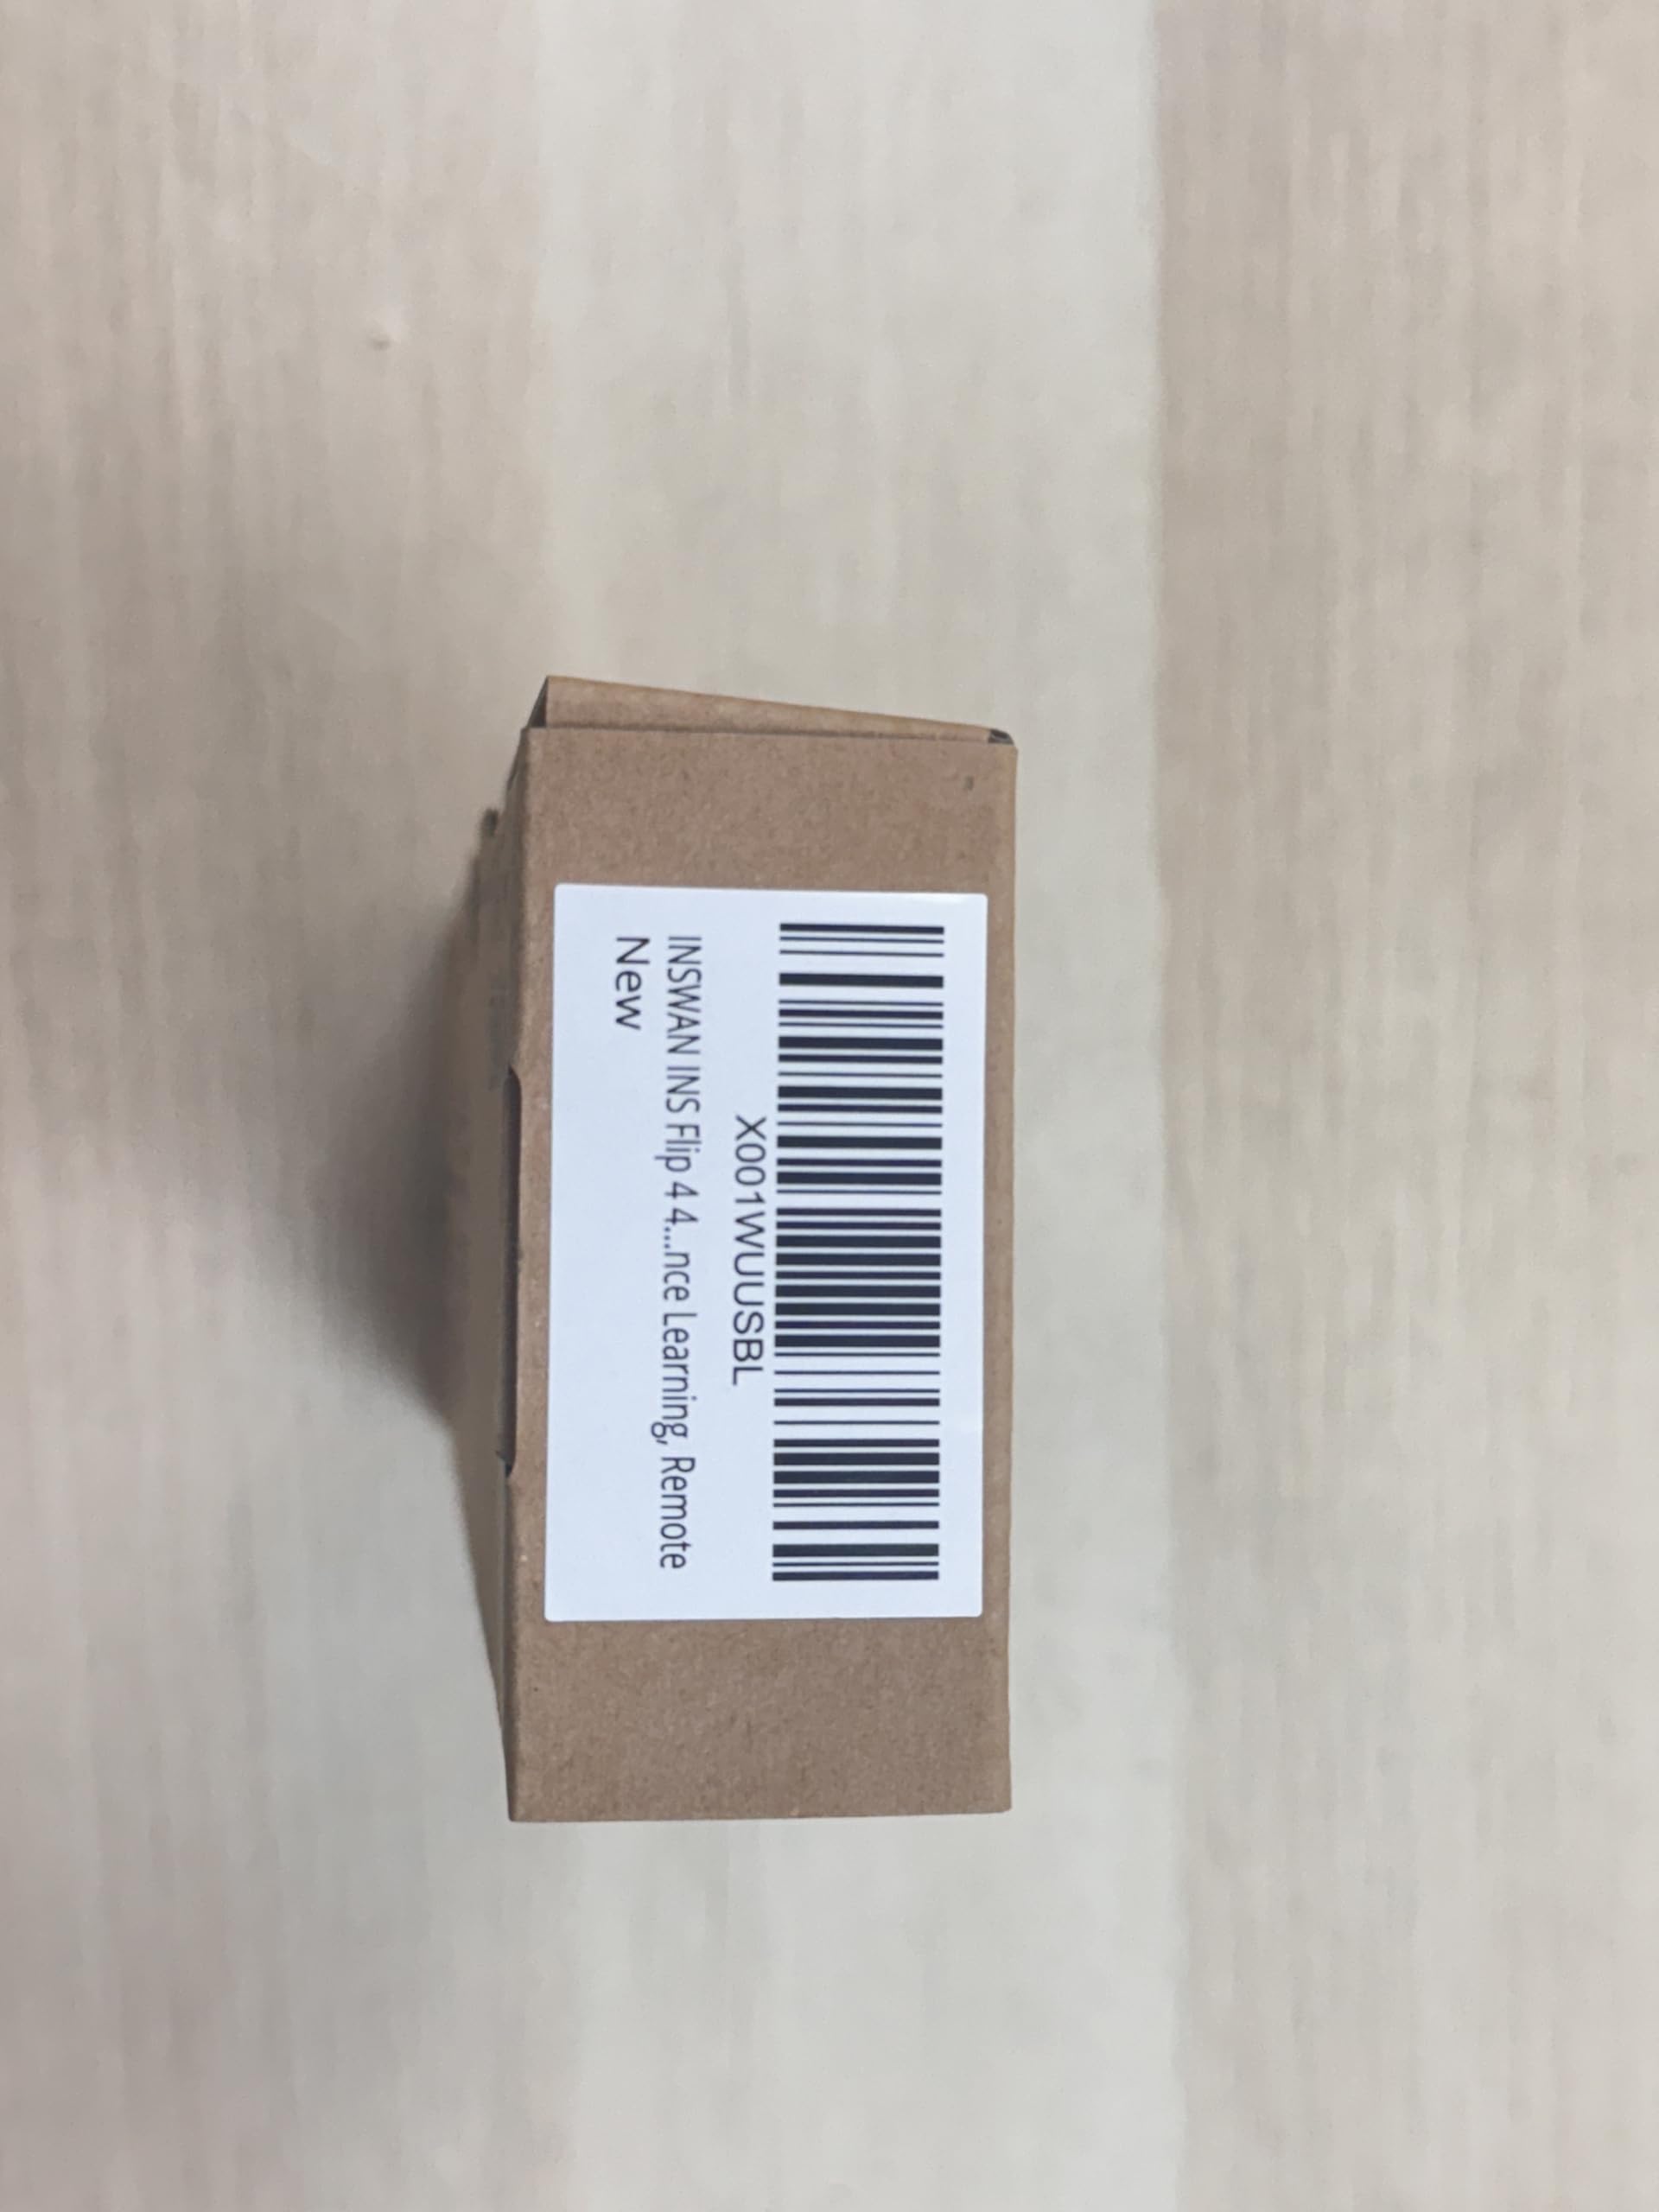 X001WUUSBL
INSWAN INS Flip 4 4...nce Learning, Remote
New